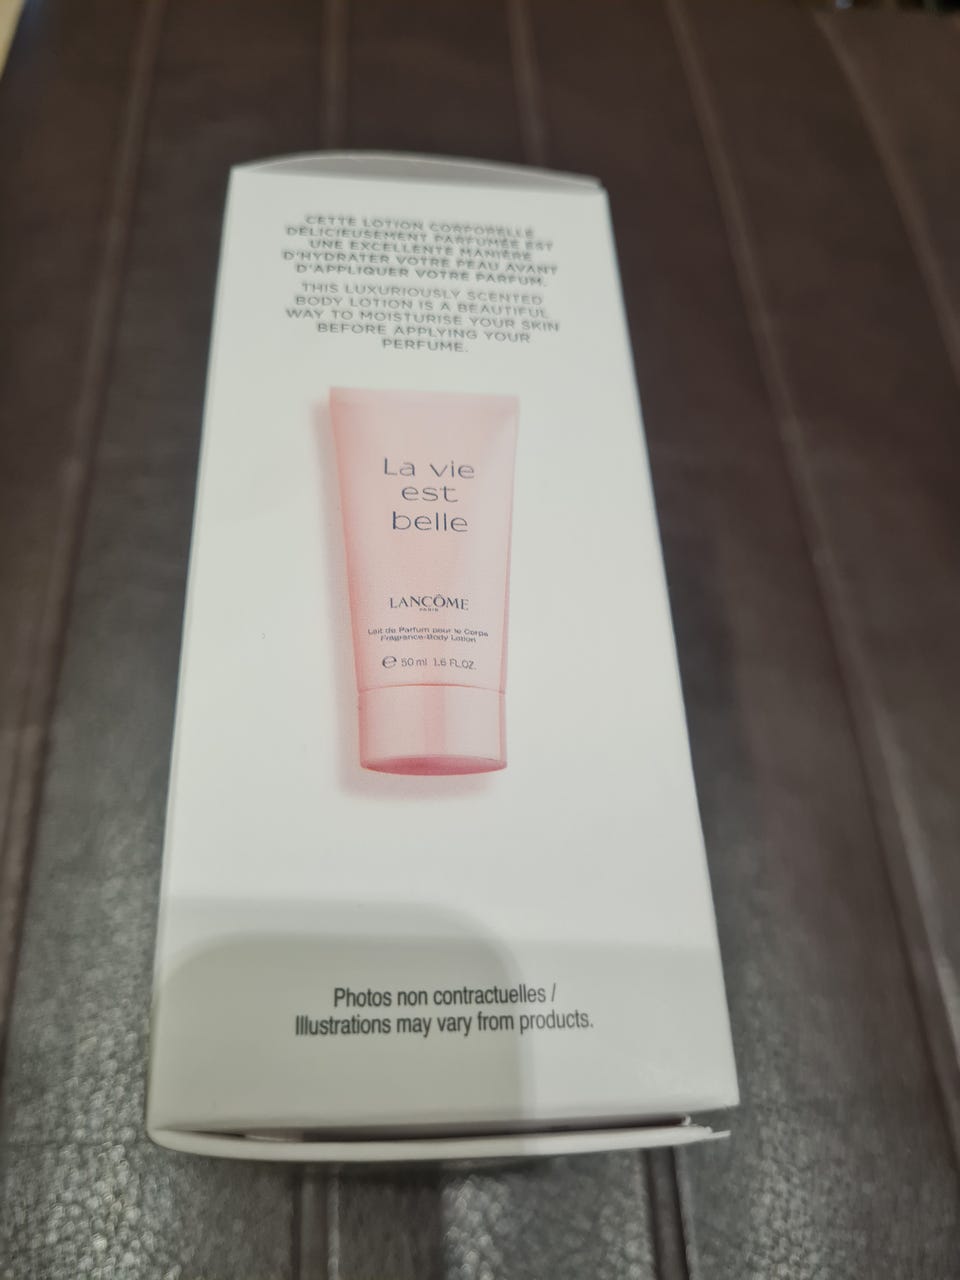 CETTE LOTION CORPORELLE
DÉLICIEUSEMENT PARFUMÉE EST
UNE EXCELLENTE MANIÈRE
D'HYDRATER VOTRE PEAU AVANT
D'APPLIQUER VOTRE PARFUM.
THIS LUXURIOUSLY SCENTED
BODY LOTION IS A BEAUTIFUL
WAY TO MOISTURISE YOUR SKIN
BEFORE APPLYING YOUR
PERFUME.
La vie
est
belle
LANCÔME
PARIS
Lait de Parfum pour le Corps
Fragrance-Body Lotion
℮ 50 ml 1.6 FL.OZ.
Photos non contractuelles /
Illustrations may vary from products.